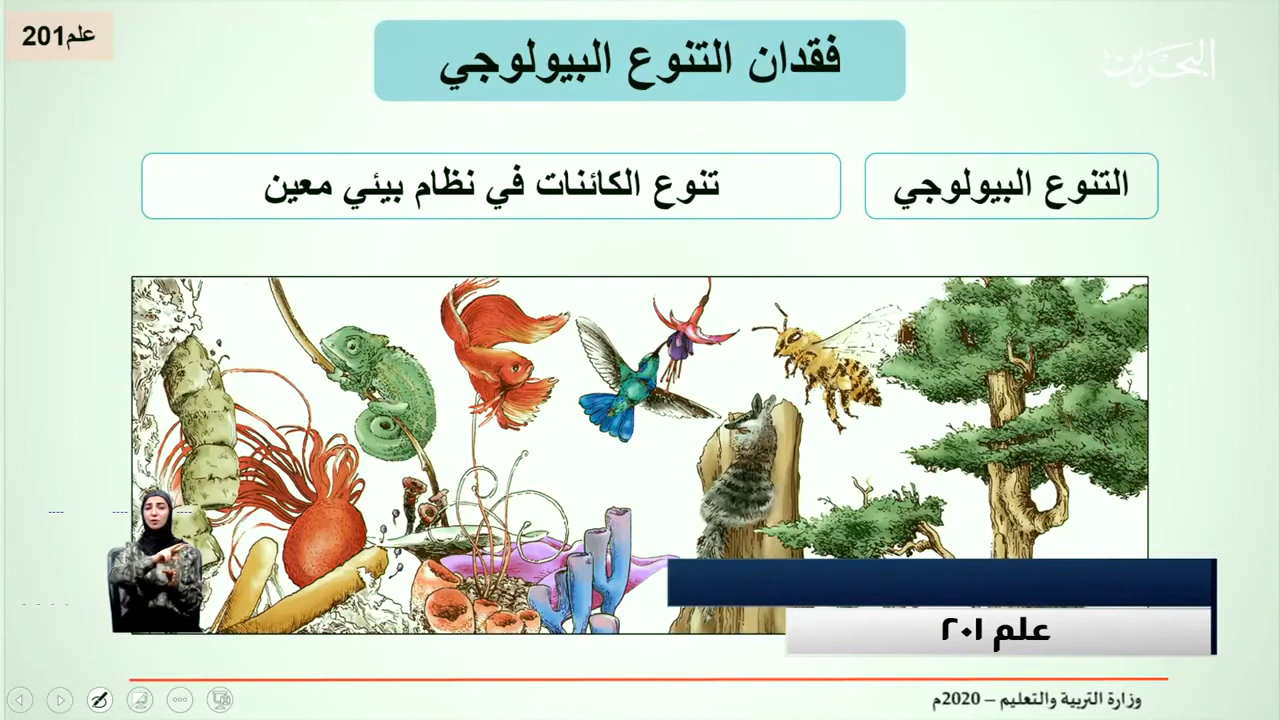 علم201
البحرين
فقدان التنوع البيولوجي
التنوع البيولوجي
تنوع الكائنات في نظام بيئي معين
علم ٢٠١
وزارة التربية والتعليم – 2020م